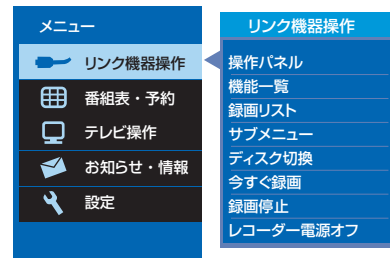 メニュー
リンク機器操作
番組表・予約
テレビ操作
お知らせ・情報
設定
リンク機器操作
操作パネル
機能一覧
録画リスト
サブメニュー
ディスク切換
今すぐ録画
録画停止
レコーダー電源オフ